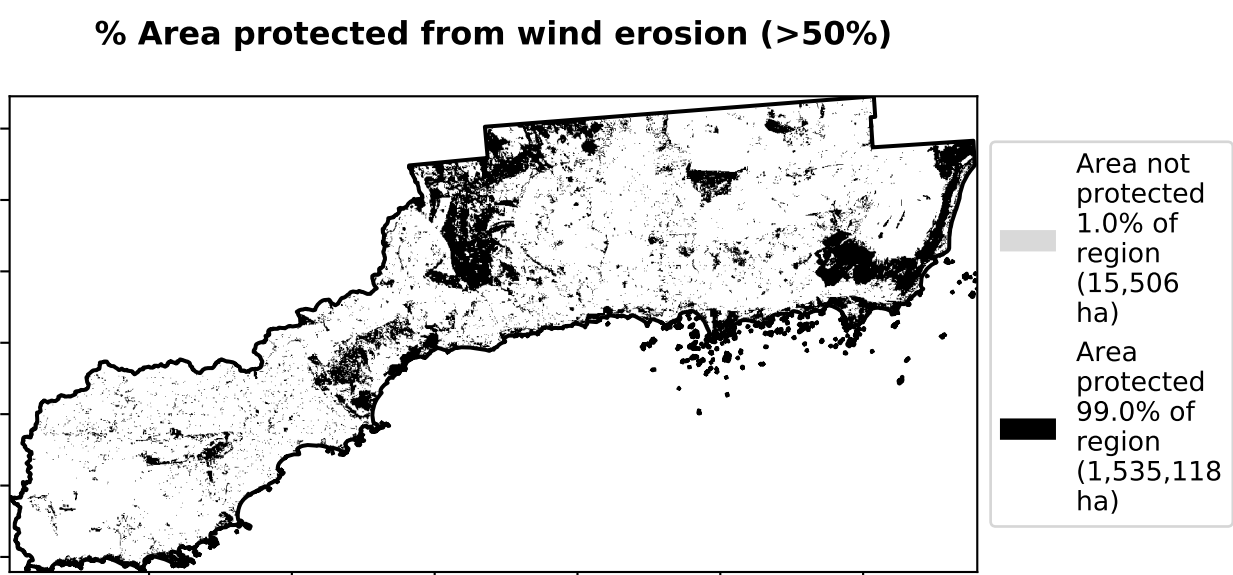 % Area protected from wind erosion (>50%)
Area not
protected
1.0% of
region
(15,506
ha)
Area
protected
99.0% of
region
(1,535,118
ha)